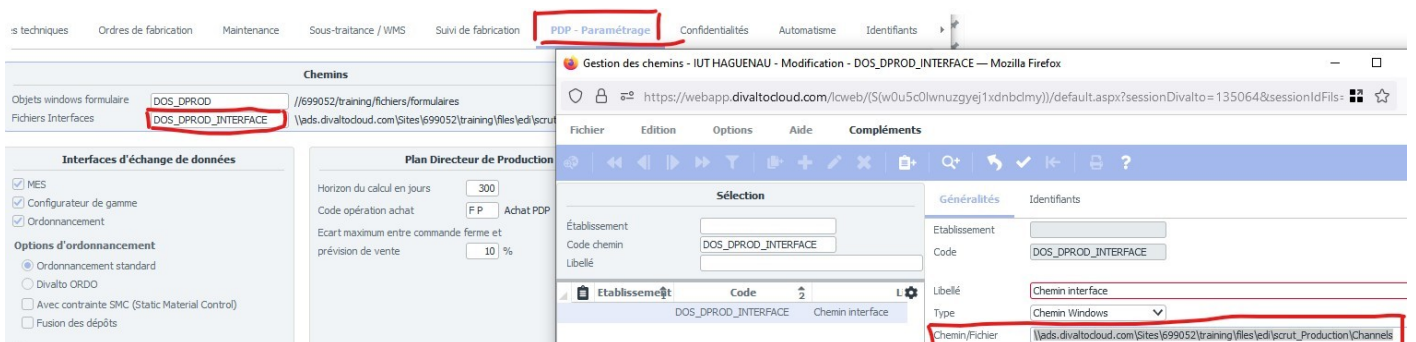 s techniques Ordres de fabrication Maintenance Sous-traitance / WMS Suivi de fabrication PDP - Paramétrage Confidentialités Automatisme Identifiants
Chemins
Objets windows formulaire DOS_DPROD //699052/training/fichiers/formulaires
Fichiers Interfaces DOS_DPROD_INTERFACE \\ads.divaltocloud.com\Sites\699052\training\files\edi\scrut
Interfaces d'échange de données
MES
Configurateur de gamme
Ordonnancement
Options d'ordonnancement
Ordonnancement standard
Divalto ORDO
Avec contrainte SMC (Static Material Control)
Fusion des dépôts
Plan Directeur de Production
Horizon du calcul en jours 300
Code opération achat F P Achat PDP
Ecart maximum entre commande ferme et
prévision de vente 10 %
Gestion des chemins - IUT HAGUENAU - Modification - DOS_DPROD_INTERFACE — Mozilla Firefox
https://webapp.divaltocloud.com/lcweb/(S(w0u5c0lwnuzgyej1xdnbclmy))/default.aspx?sessionDivalto=135064&sessionIdFils=
Fichier Edition Options Aide Compléments
Sélection
Établissement
Code chemin DOS_DPROD_INTERFACE
Libellé
Etablissement Code 2 L
DOS_DPROD_INTERFACE Chemin interface
Généralités Identifiants
Etablissement
Code DOS_DPROD_INTERFACE
Libellé Chemin interface
Type Chemin Windows
Chemin/Fichier \\ads.divaltocloud.com\Sites\699052\training\files\edi\scrut_Production\Channels